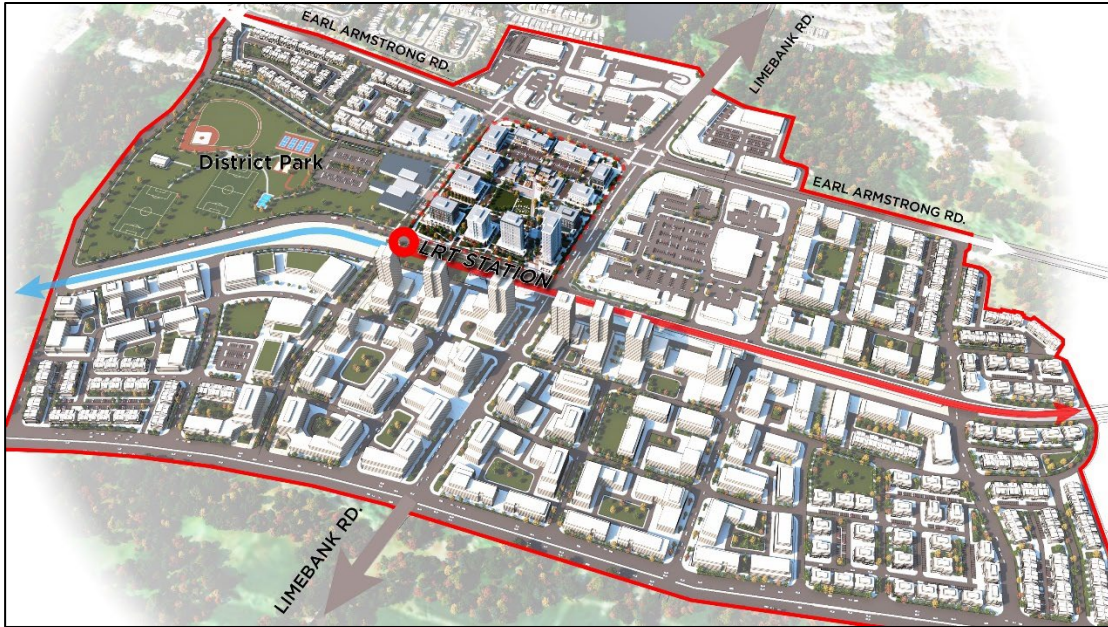 EARL ARMSTRONG RD.
LIMEBANK RD.
District Park
EARL ARMSTRONG RD.
LRT STATION
LIMEBANK RD.